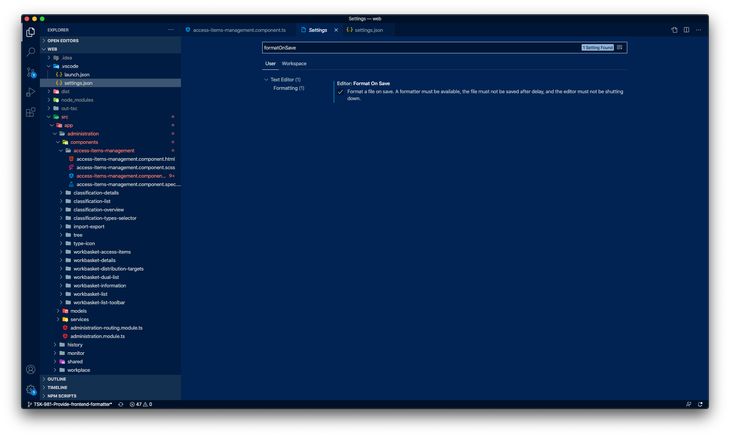 Settings — web
EXPLORER
access-items-management.component.ts
Settings
settings.json
OPEN EDITORS
WEB
.idea
.vscode
launch.json
settings.json
dist
node_modules
out-tsc
src
app
administration
components
access-items-management
access-items-management.component.html
access-items-management.component.scss
access-items-management.componen... 9+
access-items-management.component.spec....
classification-details
classification-list
classification-overview
classification-types-selector
import-export
tree
type-icon
workbasket-access-items
workbasket-details
workbasket-distribution-targets
workbasket-dual-list
workbasket-information
workbasket-list
workbasket-list-toolbar
models
services
administration-routing.module.ts
administration.module.ts
history
monitor
shared
workplace
OUTLINE
TIMELINE
NPM SCRIPTS
formatOnSave
1 Setting Found
User Workspace
Text Editor (1)
Formatting (1)
Editor: Format On Save
Format a file on save. A formatter must be available, the file must not be saved after delay, and the editor must not be shutting
down.
TSK-981-Provide-frontend-formatter* 47 0